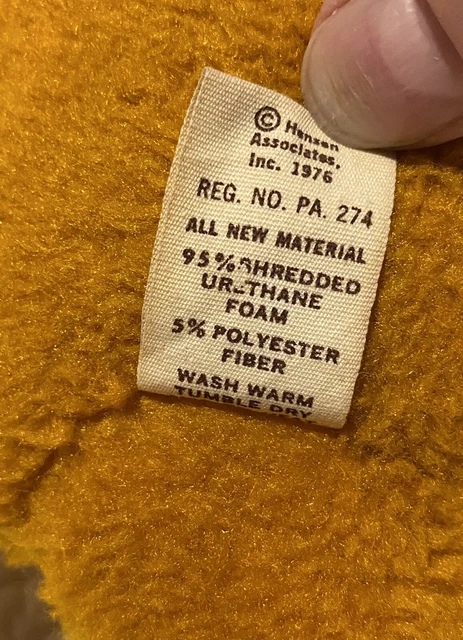 © Hensen
Associates,
Inc. 1976
REG. NO. PA. 274
ALL NEW MATERIAL
95% SHREDDED
URETHANE
FOAM
5% POLYESTER
FIBER
WASH WARM
TUMBLE DRY